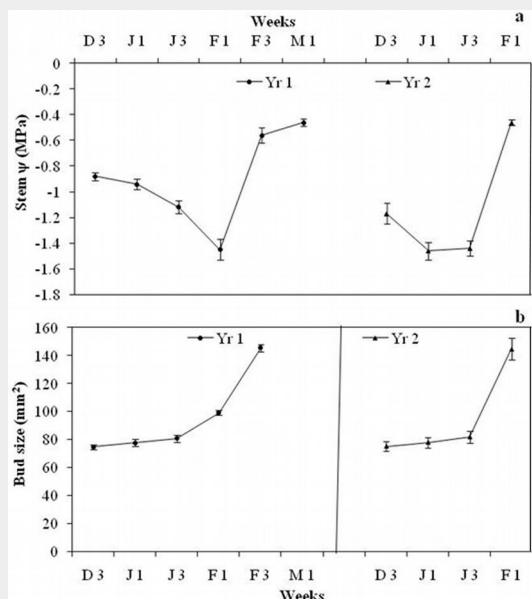 Weeks
a
D 3 J 1 J 3 F 1 F 3 M 1 D 3 J 1 J 3 F 1
Yr 1 Yr 2
Stem ψ (MPa)
0
-0.4
-0.6
-0.8
-1
-1.2
-1.4
-1.6
-1.8
b
Yr 1 Yr 2
Bud size (mm²)
160
140
120
100
80
60
40
20
0
D 3 J 1 J 3 F 1 F 3 M 1 D 3 J 1 J 3 F 1
Weeks